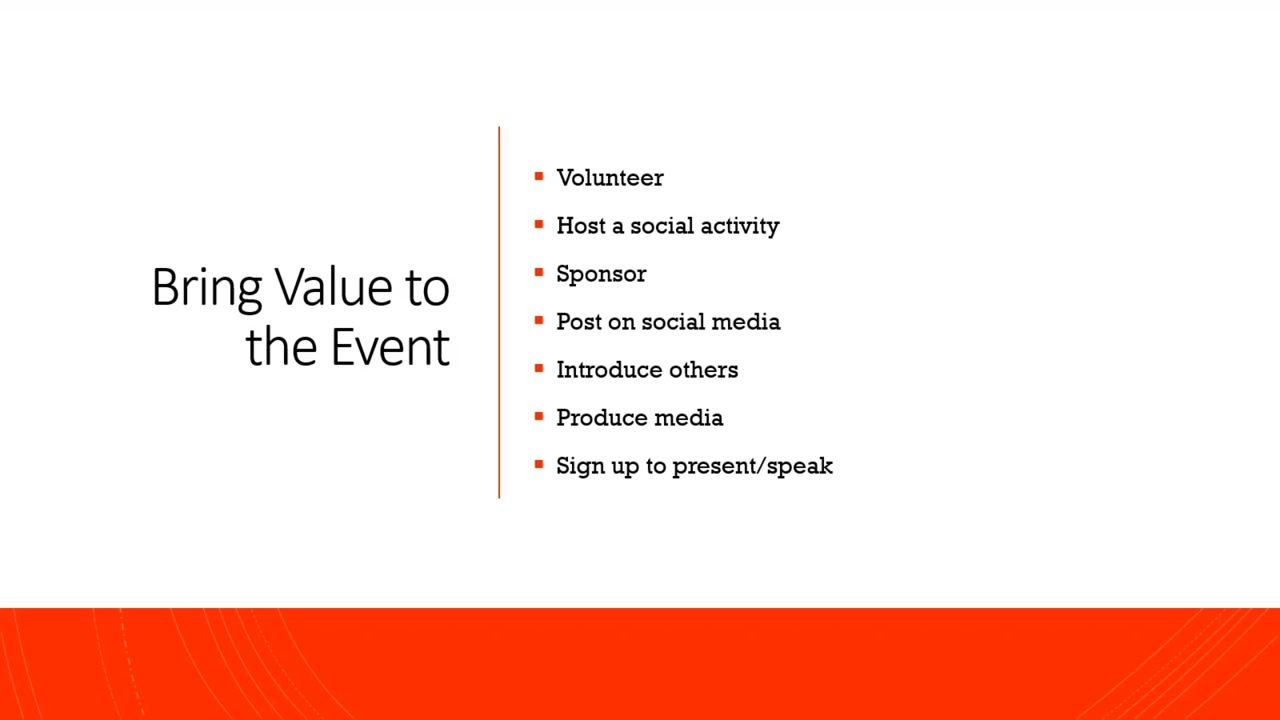 Bring Value to
the Event
Volunteer
Host a social activity
Sponsor
Post on social media
Introduce others
Produce media
Sign up to present/speak